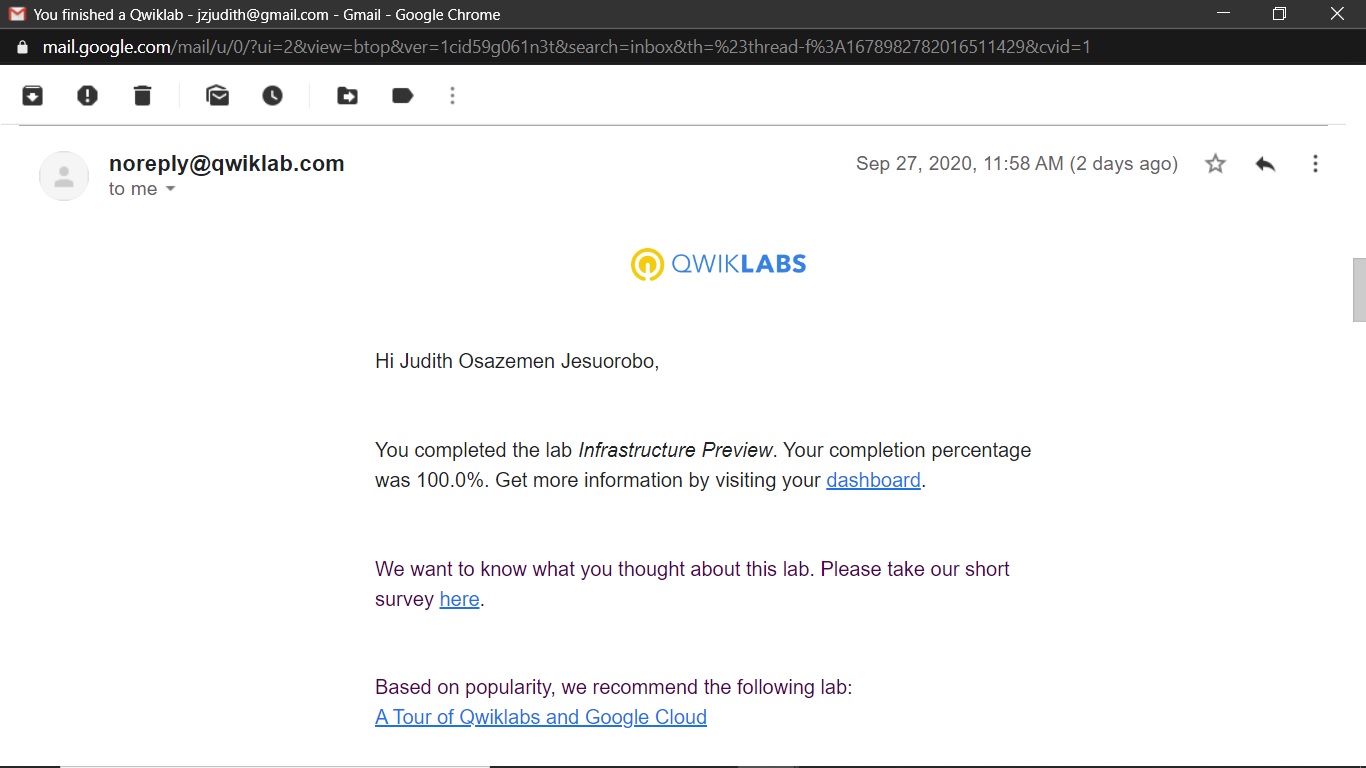 You finished a Qwiklab - jzjudith@gmail.com - Gmail - Google Chrome
mail.google.com/mail/u/0/?ui=2&view=btop&ver=1cid59g061n3t&search=inbox&th=%23thread-f%3A1678982782016511429&cvid=1
noreply@qwiklab.com
Sep 27, 2020, 11:58 AM (2 days ago)
to me
QWIKLABS
Hi Judith Osazemen Jesuorobo,
You completed the lab Infrastructure Preview. Your completion percentage
was 100.0%. Get more information by visiting your dashboard.
We want to know what you thought about this lab. Please take our short
survey here.
Based on popularity, we recommend the following lab:
A Tour of Qwiklabs and Google Cloud